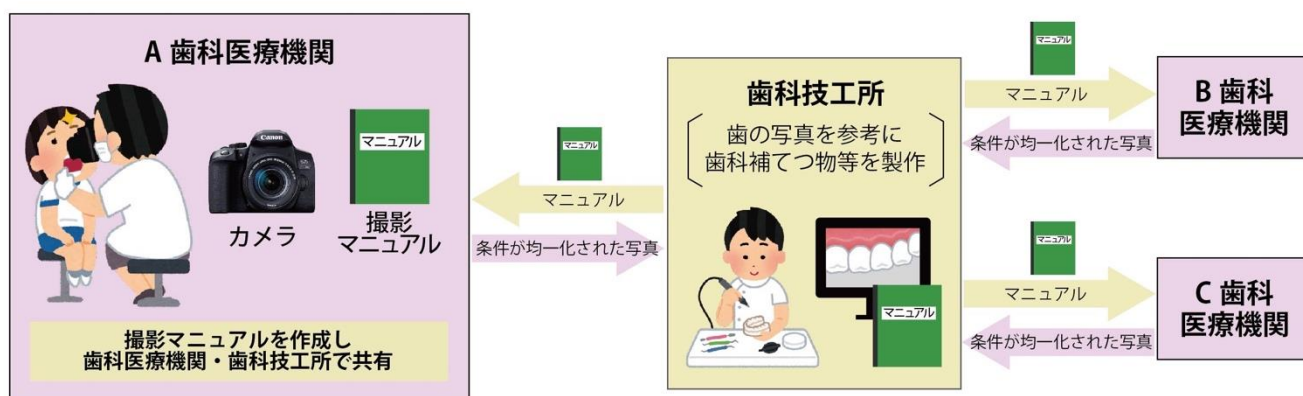 A 歯科医療機関
マニュアル
Canon
カメラ
撮影
マニュアル
撮影マニュアルを作成し
歯科医療機関・歯科技工所で共有
マニュアル
マニュアル
条件が均一化された写真
歯科技工所
歯の写真を参考に
歯科補てつ物等を製作
マニュアル
マニュアル
マニュアル
条件が均一化された写真
B 歯科
医療機関
マニュアル
マニュアル
条件が均一化された写真
C 歯科
医療機関